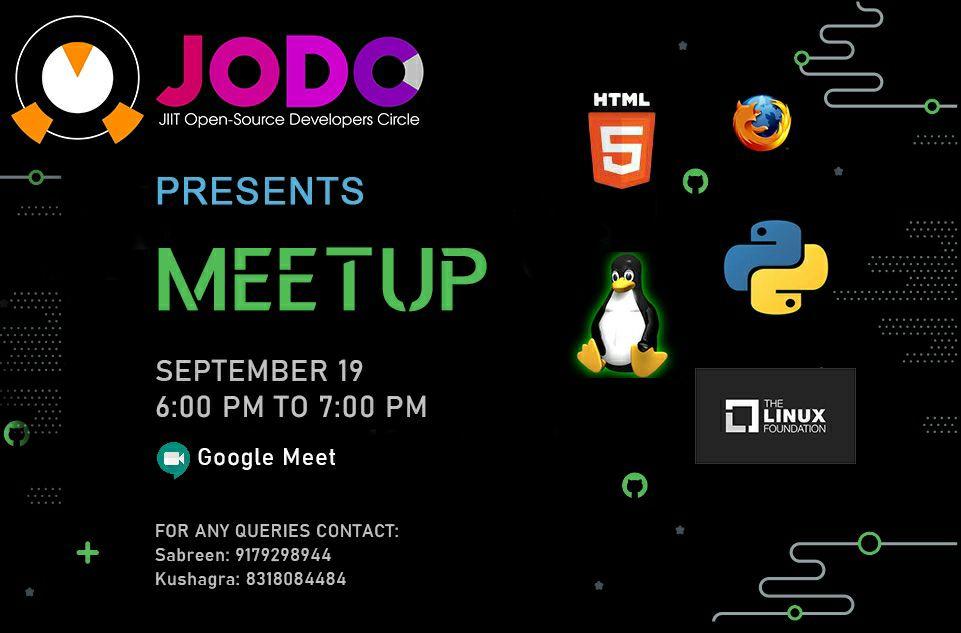 JODC
JIIT Open-Source Developers Circle
PRESENTS
MEETUP
SEPTEMBER 19
6:00 PM TO 7:00 PM
Google Meet
FOR ANY QUERIES CONTACT:
Sabreen: 9179298944
Kushagra: 8318084484
HTML
5
THE
LINUX
FOUNDATION